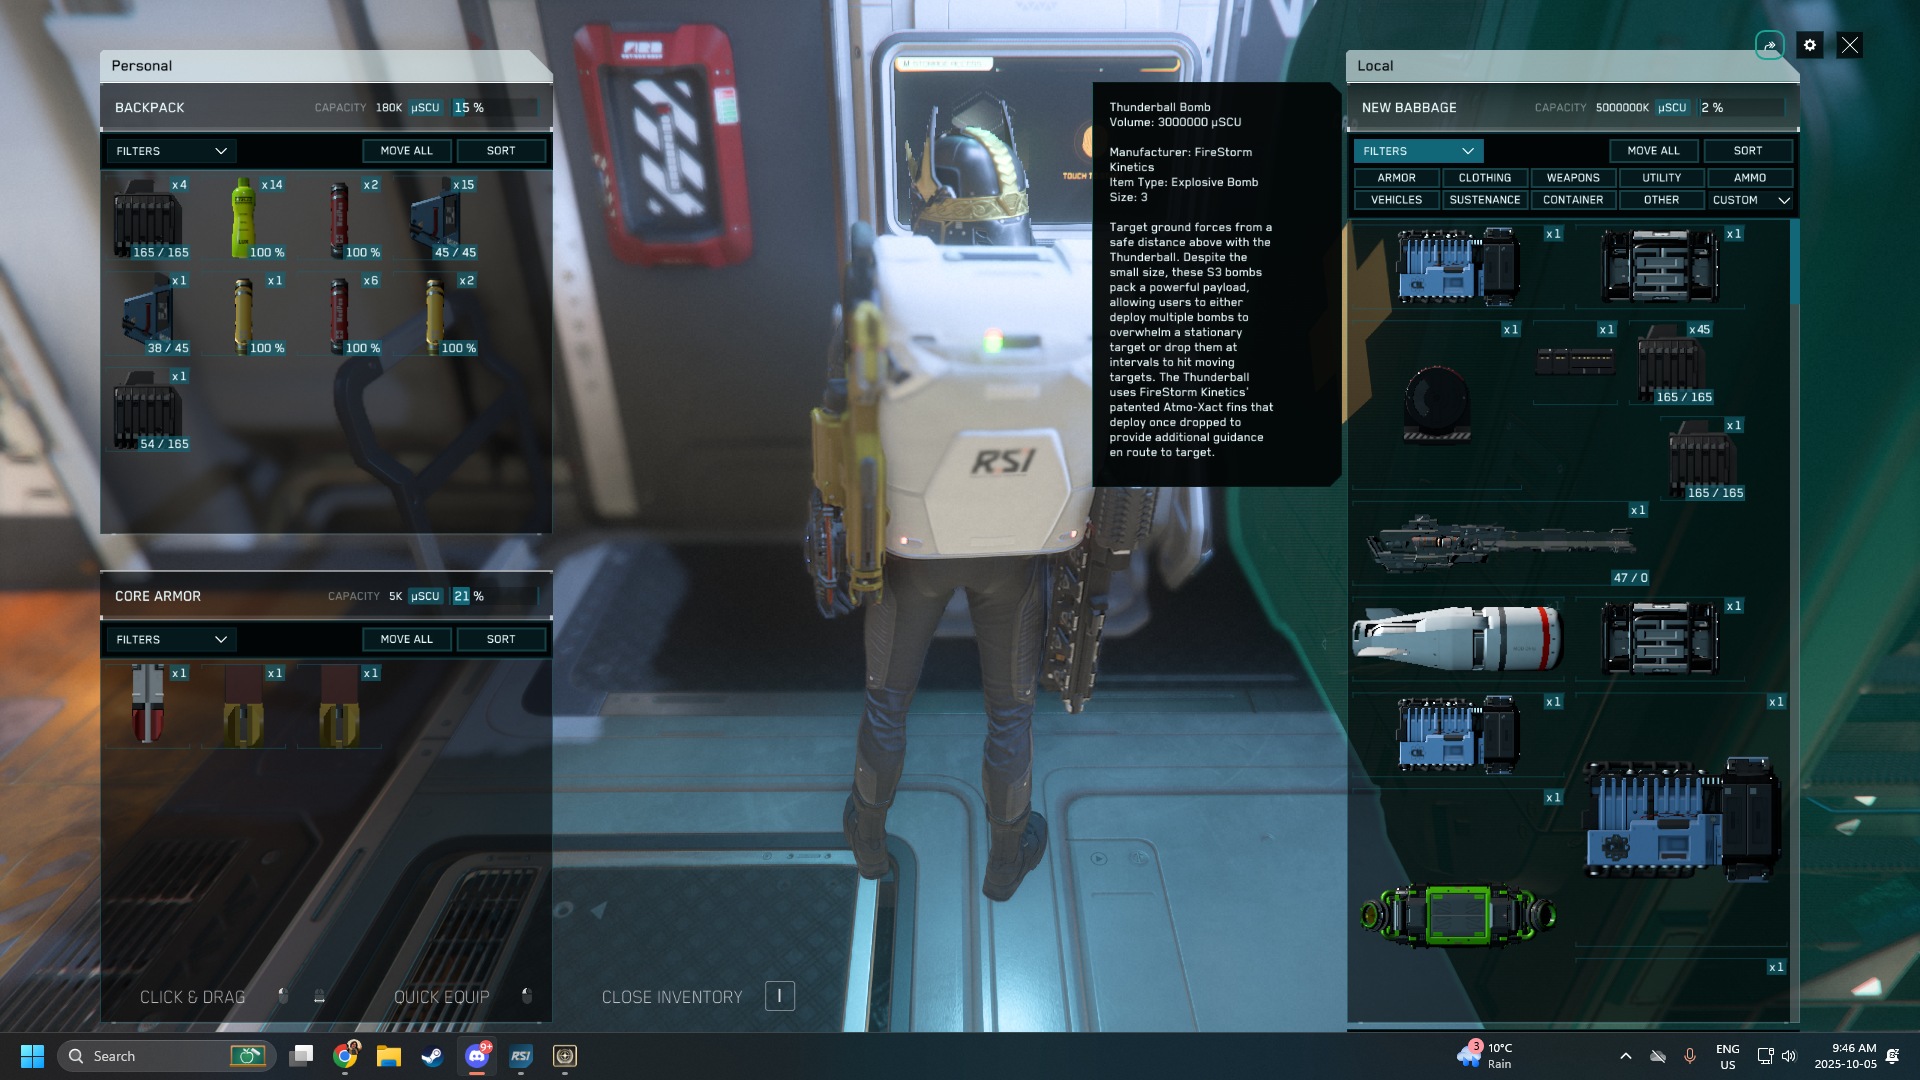 Personal
BACKPACK
CAPACITY 180K µSCU 15 %
FILTERS
MOVE ALL
SORT
x4
x14
x2
x15
165 / 165
100 %
100 %
45 / 45
x1
x1
x6
x2
38 / 45
100 %
100 %
100 %
x1
54 / 165
CORE ARMOR
CAPACITY 5K µSCU 21 %
FILTERS
MOVE ALL
SORT
x1
x1
x1
CLICK & DRAG
QUICK EQUIP
CLOSE INVENTORY
I
FIRE
RSI
Thunderball Bomb
Volume: 3000000 µSCU
Manufacturer: FireStorm
Kinetics
Item Type: Explosive Bomb
Size: 3
Target ground forces from a
safe distance above with the
Thunderball. Despite the
small size, these S3 bombs
pack a powerful payload,
allowing users to either
deploy multiple bombs to
overwhelm a stationary
target or drop them at
intervals to hit moving
targets. The Thunderball
uses FireStorm Kinetics'
patented Atmo-Xact fins that
deploy once dropped to
provide additional guidance
en route to target.
Local
NEW BABBAGE
CAPACITY 5000000K µSCU 2 %
FILTERS
MOVE ALL
SORT
ARMOR
CLOTHING
WEAPONS
UTILITY
AMMO
VEHICLES
SUSTENANCE
CONTAINER
OTHER
CUSTOM
x1
x1
x1
x1
x45
165 / 165
x1
165 / 165
x1
47 / 0
x1
x1
x1
x1
x1
Search
9+
RSI
3
10°C
Rain
ENG
US
9:46 AM
2025-10-05